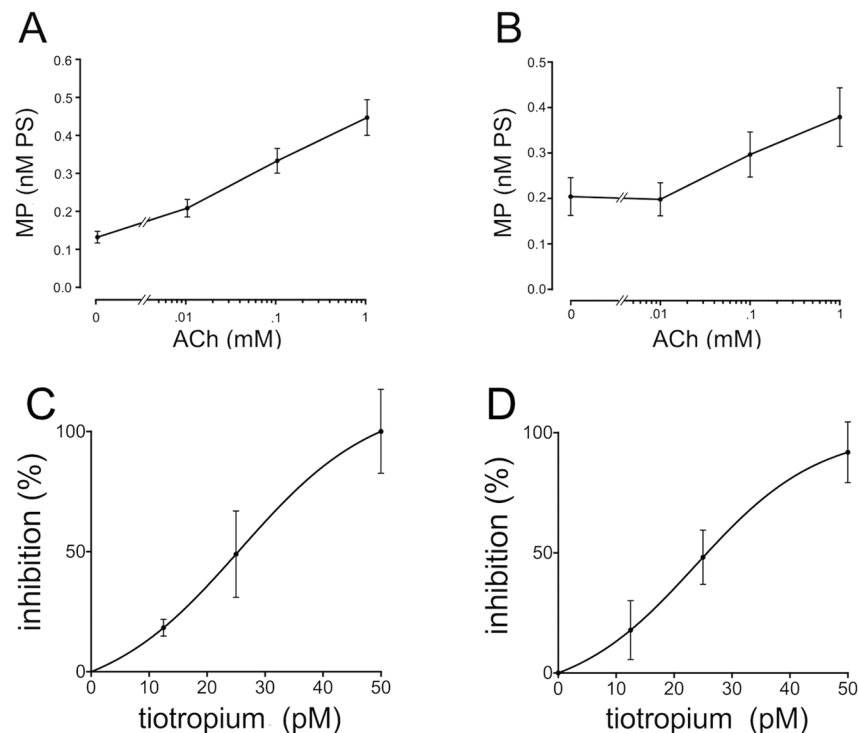 A
MP (nM PS)
0.6
0.5
0.4
0.3
0.2
0.1
0.0
0 .01 .1 1
ACh (mM)
B
MP (nM PS)
0.5
0.4
0.3
0.2
0.1
0.0
0 .01 .1 1
ACh (mM)
C
inhibition (%)
100
50
0
0 10 20 30 40 50
tiotropium (pM)
D
inhibition (%)
100
50
0
0 10 20 30 40 50
tiotropium (pM)